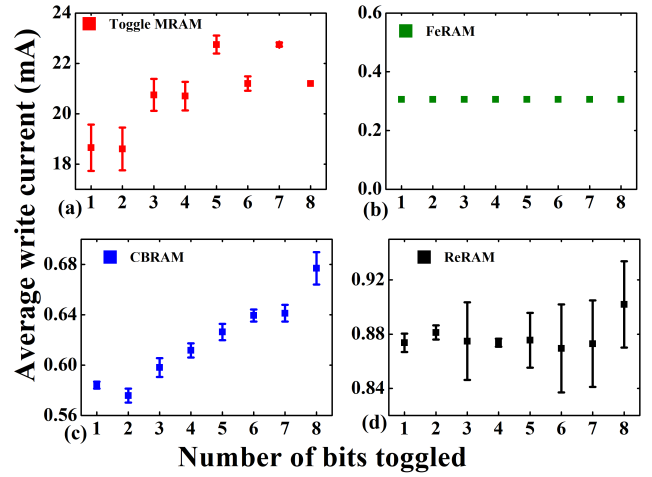 Average write current (mA)
Toggle MRAM
24
22
20
18
1 2 3 4 5 6 7 8
(a)
FeRAM
0.6
0.4
0.2
0.0
1 2 3 4 5 6 7 8
(b)
CBRAM
0.68
0.64
0.60
0.56
1 2 3 4 5 6 7 8
(c)
ReRAM
0.92
0.88
0.84
1 2 3 4 5 6 7 8
(d)
Number of bits toggled